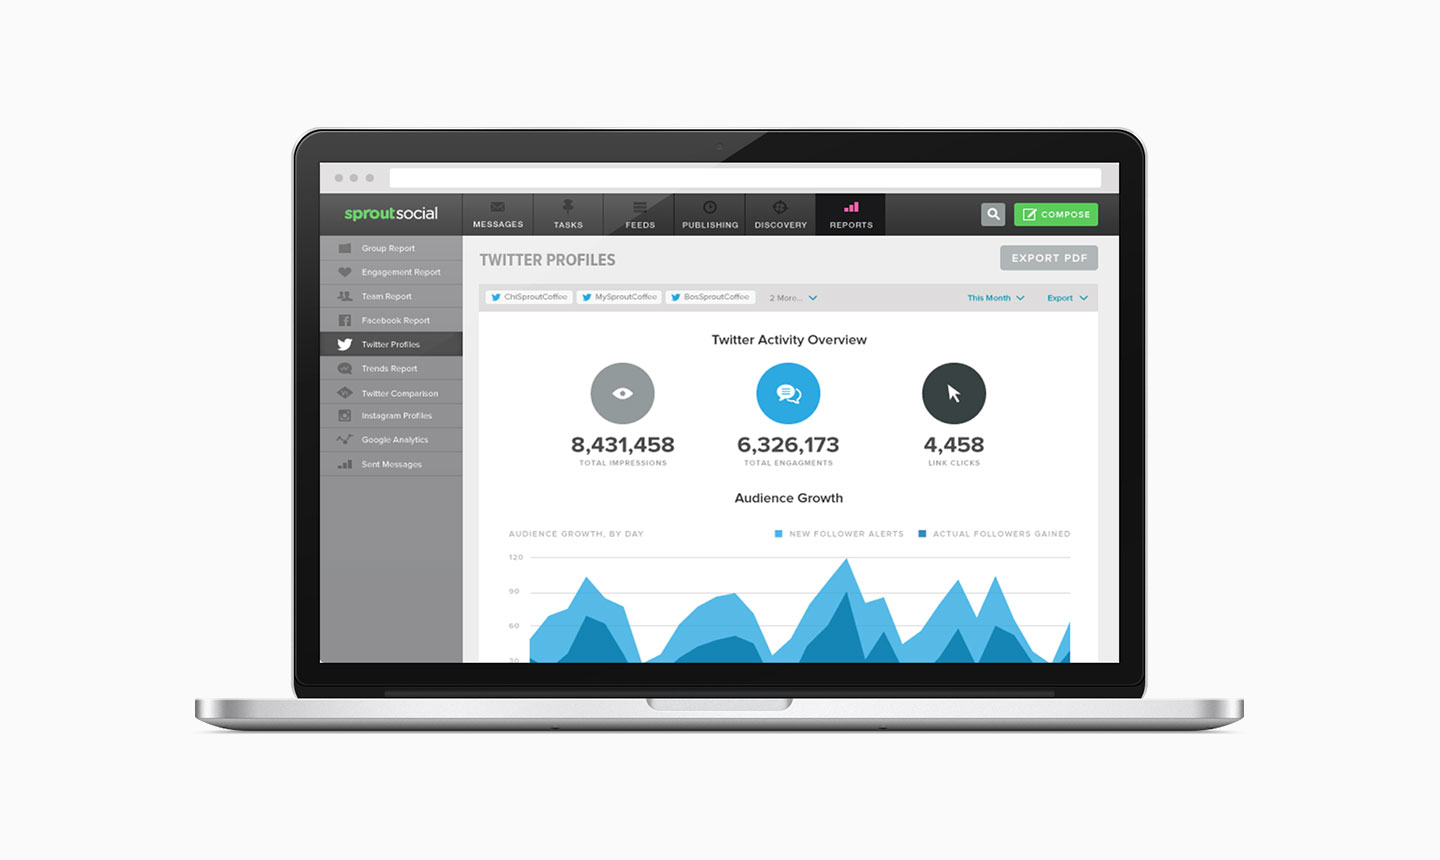 sproutsocial
MESSAGES
TASKS
FEEDS
PUBLISHING
DISCOVERY
REPORTS
COMPOSE
Group Report
Engagement Report
Team Report
Facebook Report
Twitter Profiles
Trends Report
Twitter Comparison
Instagram Profiles
Google Analytics
Sent Messages
TWITTER PROFILES
EXPORT PDF
ChiSproutCoffee
MySproutCoffee
BosSproutCoffee
2 More...
This Month
Export
Twitter Activity Overview
8,431,458
6,326,173
4,458
TOTAL IMPRESSIONS
TOTAL ENGAGMENTS
LINK CLICKS
Audience Growth
AUDIENCE GROWTH, BY DAY
NEW FOLLOWER ALERTS
ACTUAL FOLLOWERS GAINED
120
90
60
30